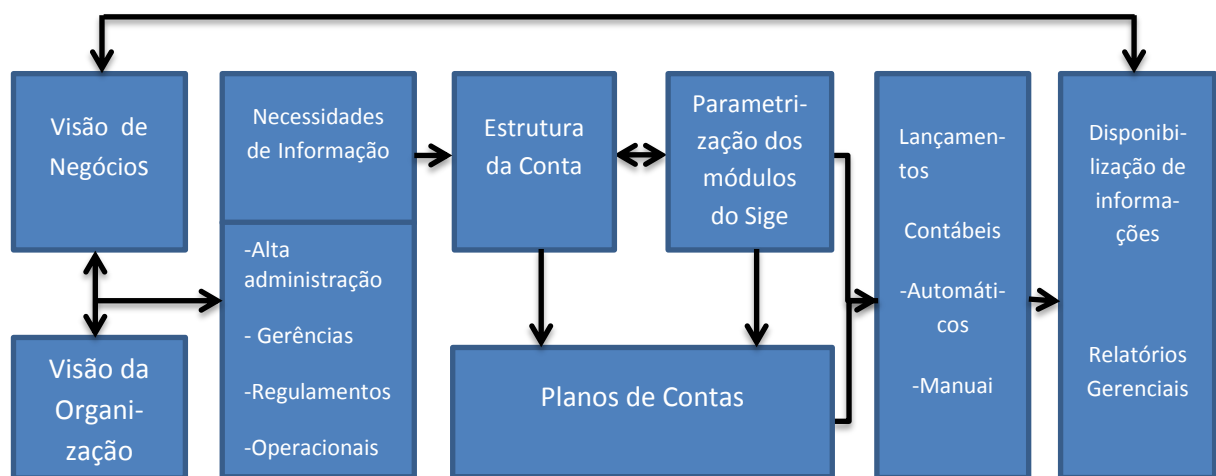 Visão de
Negócios
Visão da
Organi-
zação
Necessidades
de Informação
-Alta
administração
- Gerências
-Regulamentos
-Operacionais
Estrutura
da Conta
Parametri-
zação dos
módulos
do Sige
Planos de Contas
Lançamen-
tos
Contábeis
-Automáti-
cos
-Manuai
Disponibi-
lização de
informa-
ções
Relatórios
Gerenciais